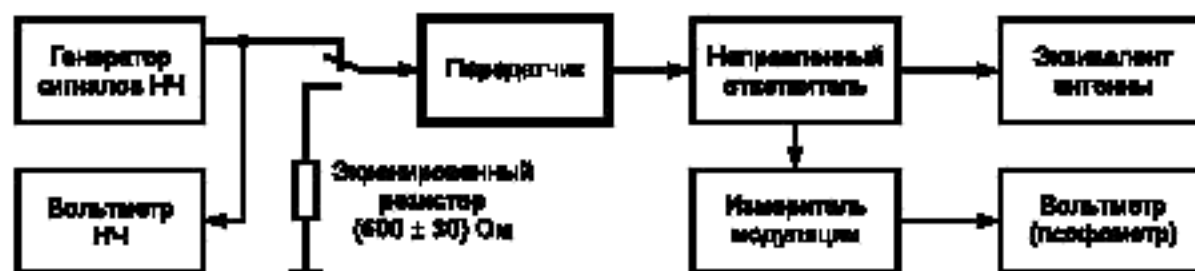 Генератор
сигналов НЧ
Передатчик
Направленный
ответвитель
Эквивалент
антенны
Вольтметр
НЧ
Экранированный
резистор
(600 ± 30) Ом
Измеритель
модуляции
Вольтметр
(псофометр)